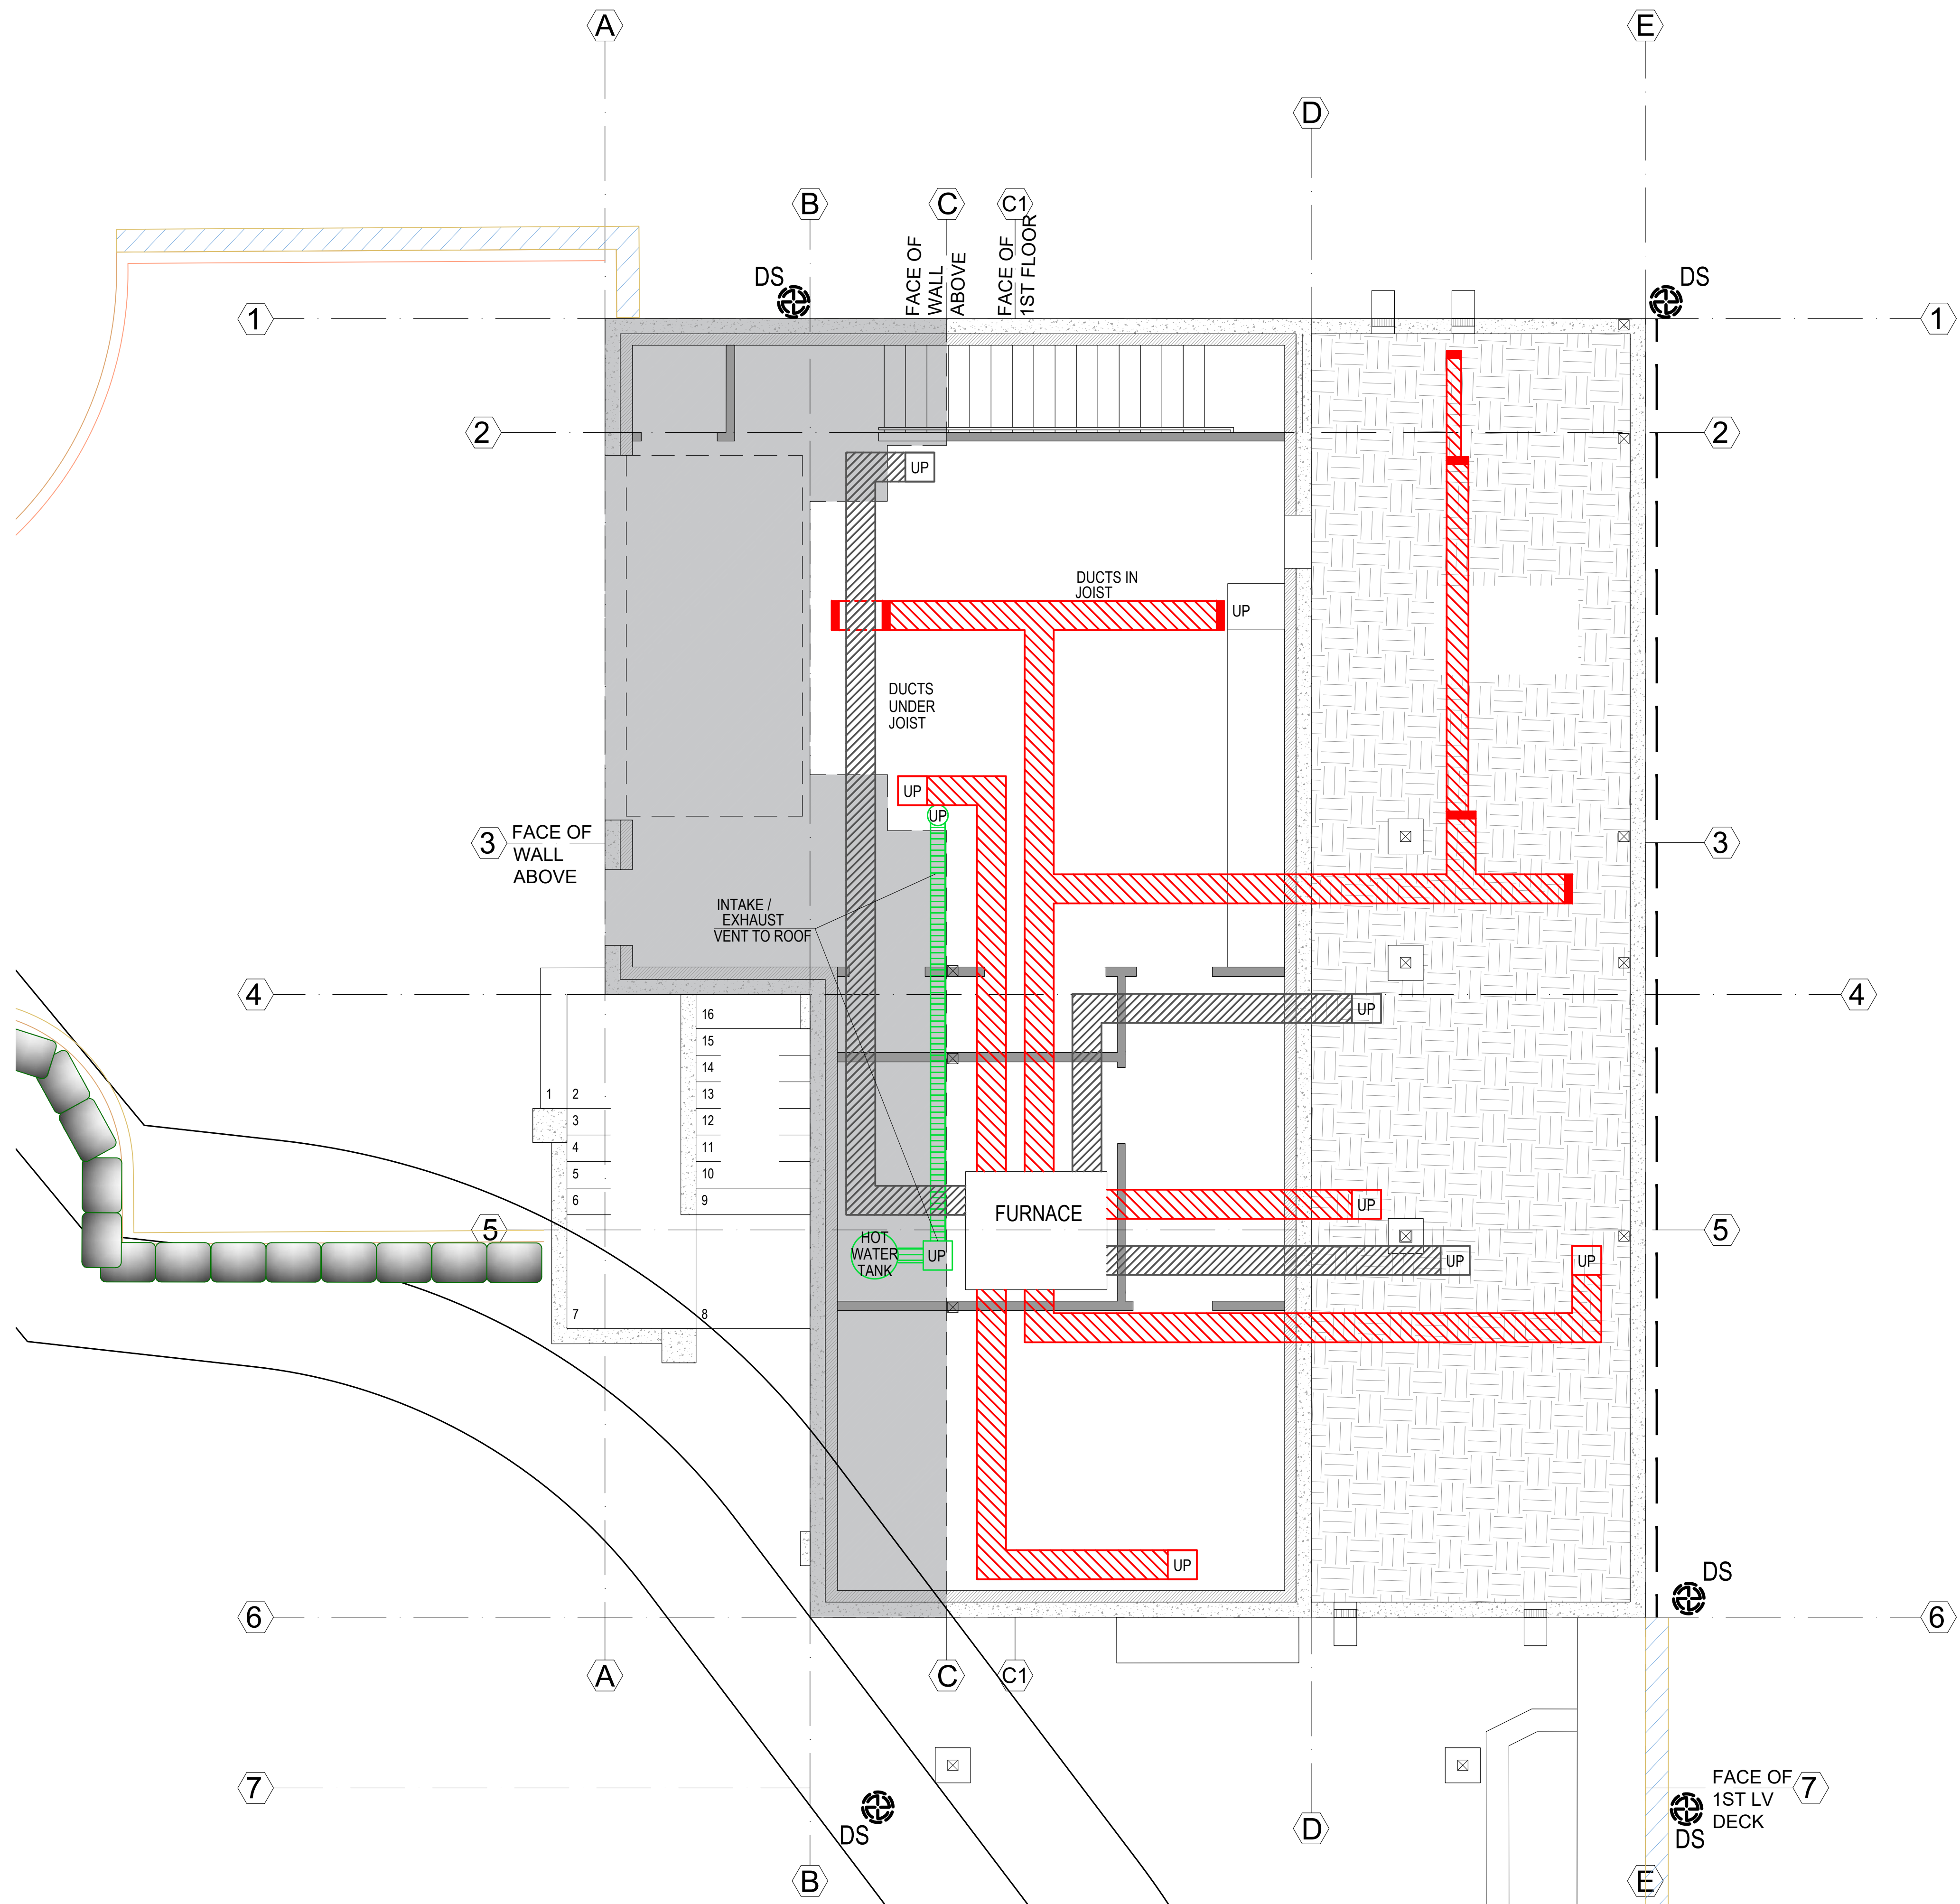 A
E
D
B
C
C1
FACE OF
WALL
ABOVE
FACE OF
1ST FLOOR
DS
DS
1
1
2
2
UP
DUCTS IN
JOIST
UP
DUCTS
UNDER
JOIST
UP
UP
3
FACE OF
WALL
ABOVE
3
INTAKE /
EXHAUST
VENT TO ROOF
4
4
UP
16
15
14
1
2
13
3
12
4
11
5
10
6
9
7
8
FURNACE
UP
5
5
HOT
WATER
TANK
UP
UP
UP
UP
DS
6
6
A
C
C1
7
FACE OF
1ST LV
DECK
7
DS
DS
D
B
E